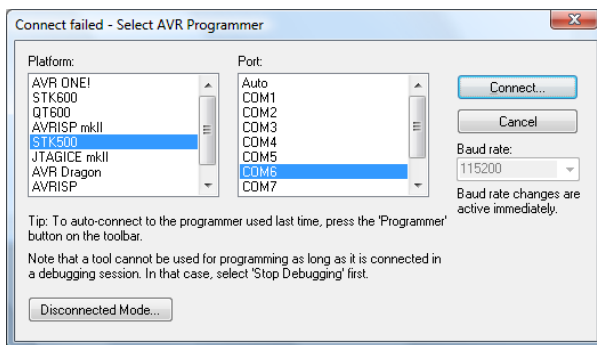 Connect failed - Select AVR Programmer
Platform:
AVR ONE!
STK600
QT600
AVRISP mkII
STK500
JTAGICE mkII
AVR Dragon
AVRISP
Port:
Auto
COM1
COM2
COM3
COM4
COM5
COM6
COM7
Connect...
Cancel
Baud rate:
115200
Baud rate changes are
active immediately.
Tip: To auto-connect to the programmer used last time, press the 'Programmer'
button on the toolbar.
Note that a tool cannot be used for programming as long as it is connected in
a debugging session. In that case, select 'Stop Debugging' first.
Disconnected Mode...